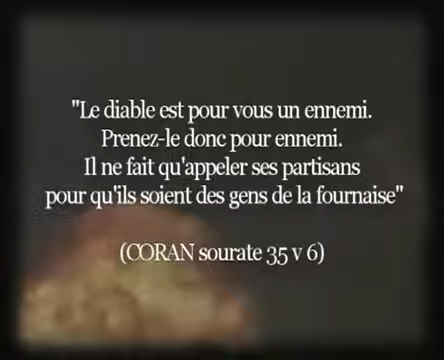 "Le diable est pour vous un ennemi.
Prenez-le donc pour ennemi.
Il ne fait qu'appeler ses partisans
pour qu'ils soient des gens de la fournaise"
(CORAN sourate 35 v 6)